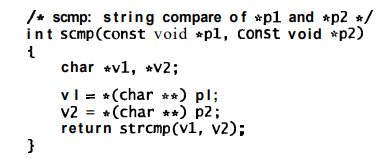 /* scmp: string compare of *p1 and *p2 */
int scmp(const void *p1, const void *p2)
{
char *v1, *v2;
v1 = *(char **) p1;
v2 = *(char **) p2;
return strcmp(v1, v2);
}